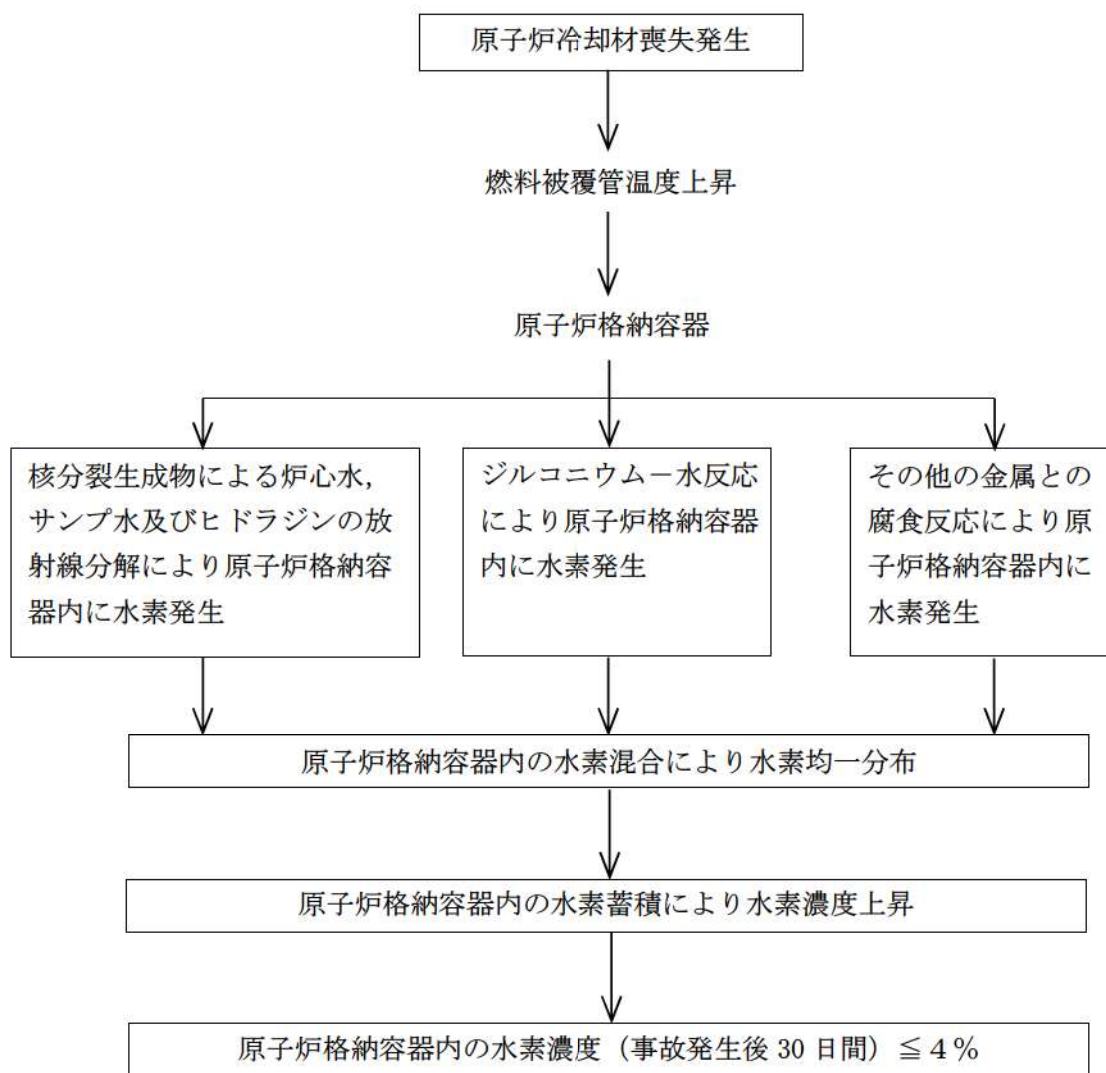 原子炉冷却材喪失発生
燃料被覆管温度上昇
原子炉格納容器
核分裂生成物による炉心水,
サンプ水及びヒドラジンの放
射線分解により原子炉格納容
器内に水素発生
ジルコニウム－水反応
により原子炉格納容器
内に水素発生
その他の金属との
腐食反応により原
子炉格納容器内に
水素発生
原子炉格納容器内の水素混合により水素均一分布
原子炉格納容器内の水素蓄積により水素濃度上昇
原子炉格納容器内の水素濃度（事故発生後 30 日間）≦４％